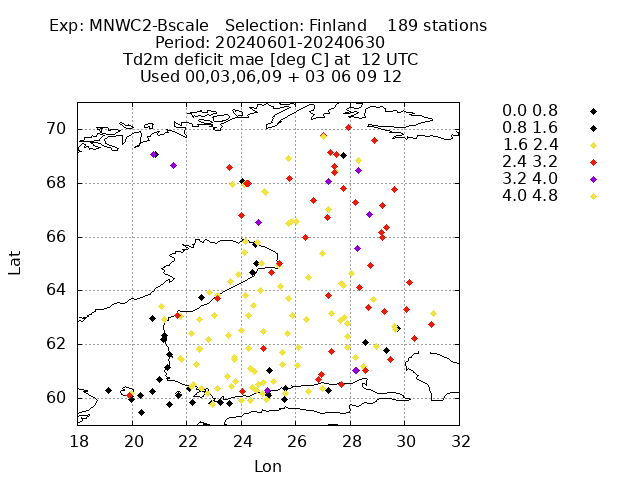 Exp: MNWC2-Bscale   Selection: Finland    189 stations
Period: 20240601-20240630
Td2m deficit mae [deg C] at  12 UTC
Used 00,03,06,09 + 03 06 09 12
0.0 0.8
0.8 1.6
1.6 2.4
2.4 3.2
3.2 4.0
4.0 4.8
70
68
66
64
62
60
Lat
18 20 22 24 26 28 30 32
Lon